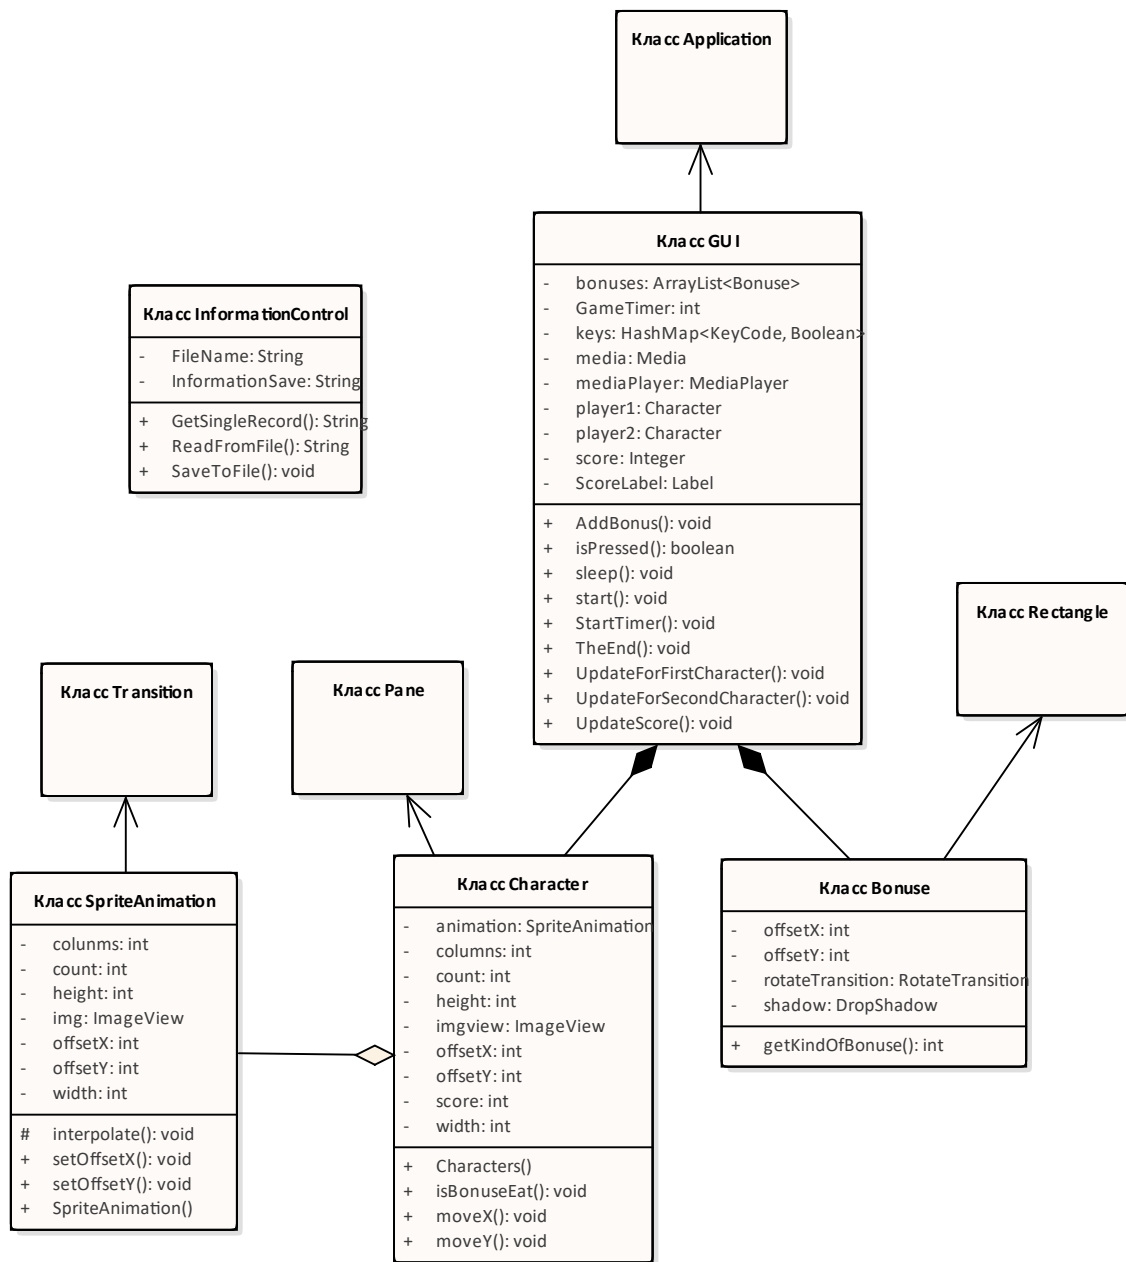 Класс Application
Класс GUI
- bonuses: ArrayList<Bonuse>
- GameTimer: int
- keys: HashMap<KeyCode, Boolean>
- media: Media
- mediaPlayer: MediaPlayer
- player1: Character
- player2: Character
- score: Integer
- ScoreLabel: Label
+ AddBonus(): void
+ isPressed(): boolean
+ sleep(): void
+ start(): void
+ StartTimer(): void
+ TheEnd(): void
+ UpdateForFirstCharacter(): void
+ UpdateForSecondCharacter(): void
+ UpdateScore(): void
Класс InformationControl
- FileName: String
- InformationSave: String
+ GetSingleRecord(): String
+ ReadFromFile(): String
+ SaveToFile(): void
Класс Rectangle
Класс Transition
Класс Pane
Класс SpriteAnimation
- colunms: int
- count: int
- height: int
- img: ImageView
- offsetX: int
- offsetY: int
- width: int
# interpolate(): void
+ setOffsetX(): void
+ setOffsetY(): void
+ SpriteAnimation()
Класс Character
- animation: SpriteAnimation
- columns: int
- count: int
- height: int
- imgview: ImageView
- offsetX: int
- offsetY: int
- score: int
- width: int
+ Characters()
+ isBonuseEat(): void
+ moveX(): void
+ moveY(): void
Класс Bonuse
- offsetX: int
- offsetY: int
- rotateTransition: RotateTransition
- shadow: DropShadow
+ getKindOfBonuse(): int